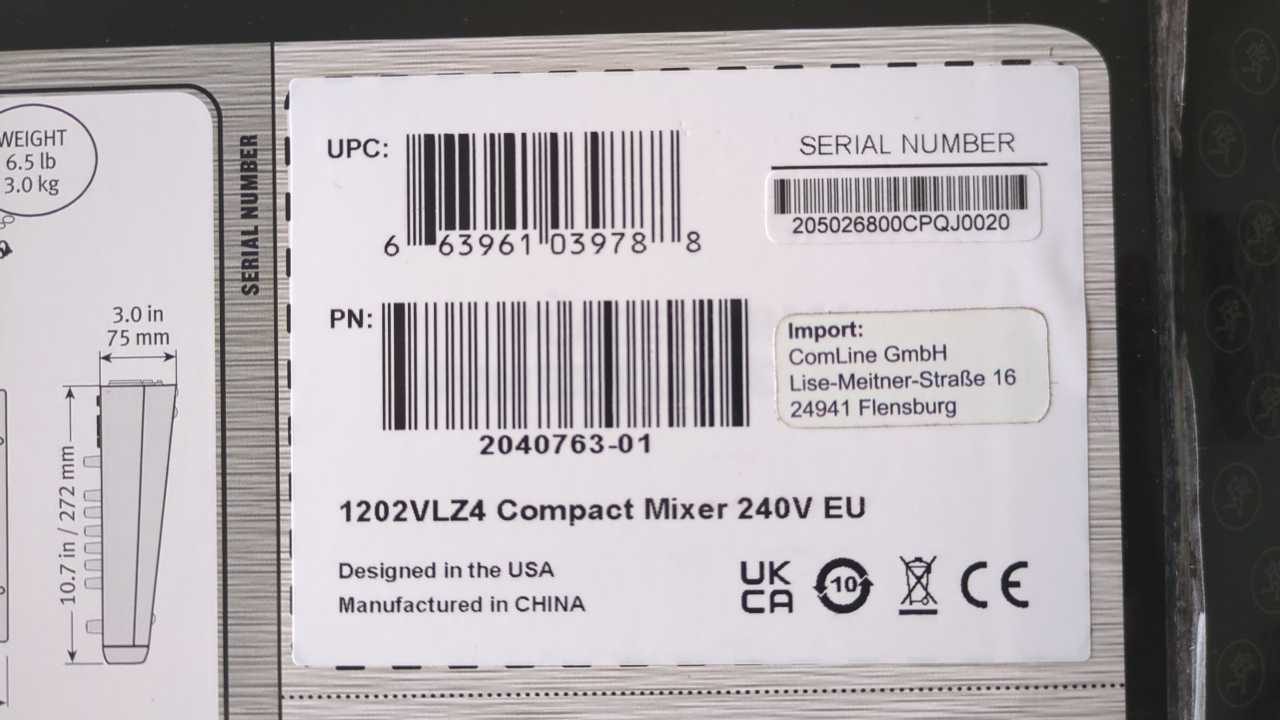 WEIGHT
6.5 lb
3.0 kg
3.0 in
75 mm
10.7 in / 272 mm
SERIAL NUMBER
UPC:
6 63961 03978 8
PN:
2040763-01
SERIAL NUMBER
205026800CPQJ0020
Import:
ComLine GmbH
Lise-Meitner-Straße 16
24941 Flensburg
1202VLZ4 Compact Mixer 240V EU
Designed in the USA
Manufactured in CHINA
UK
CA
10
CE